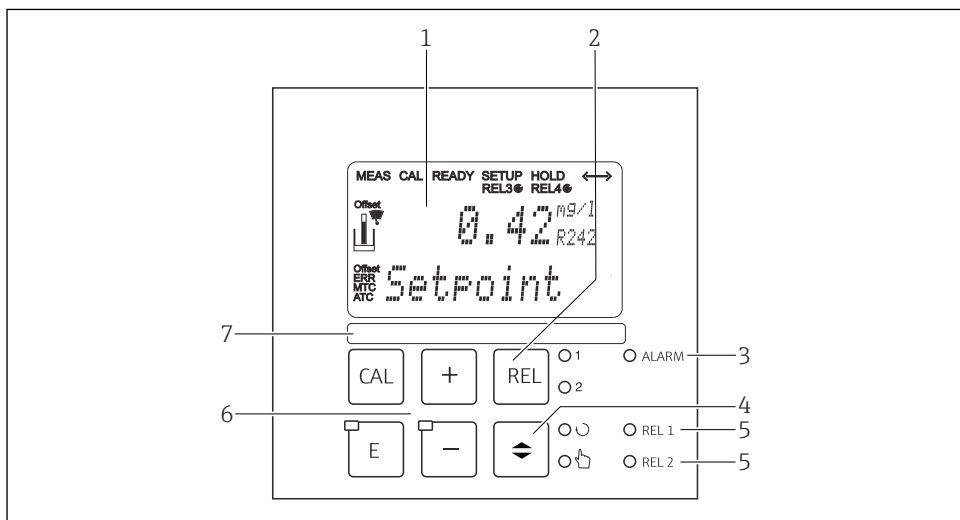 1 2
MEAS CAL READY SETUP HOLD
REL3 REL4
Offset
0.42 mg/l
R242
Offset
ERR
MTC
ATC
Setpoint
7
CAL + REL 1 ALARM 3
2
4
6
E - REL 1 5
REL 2 5